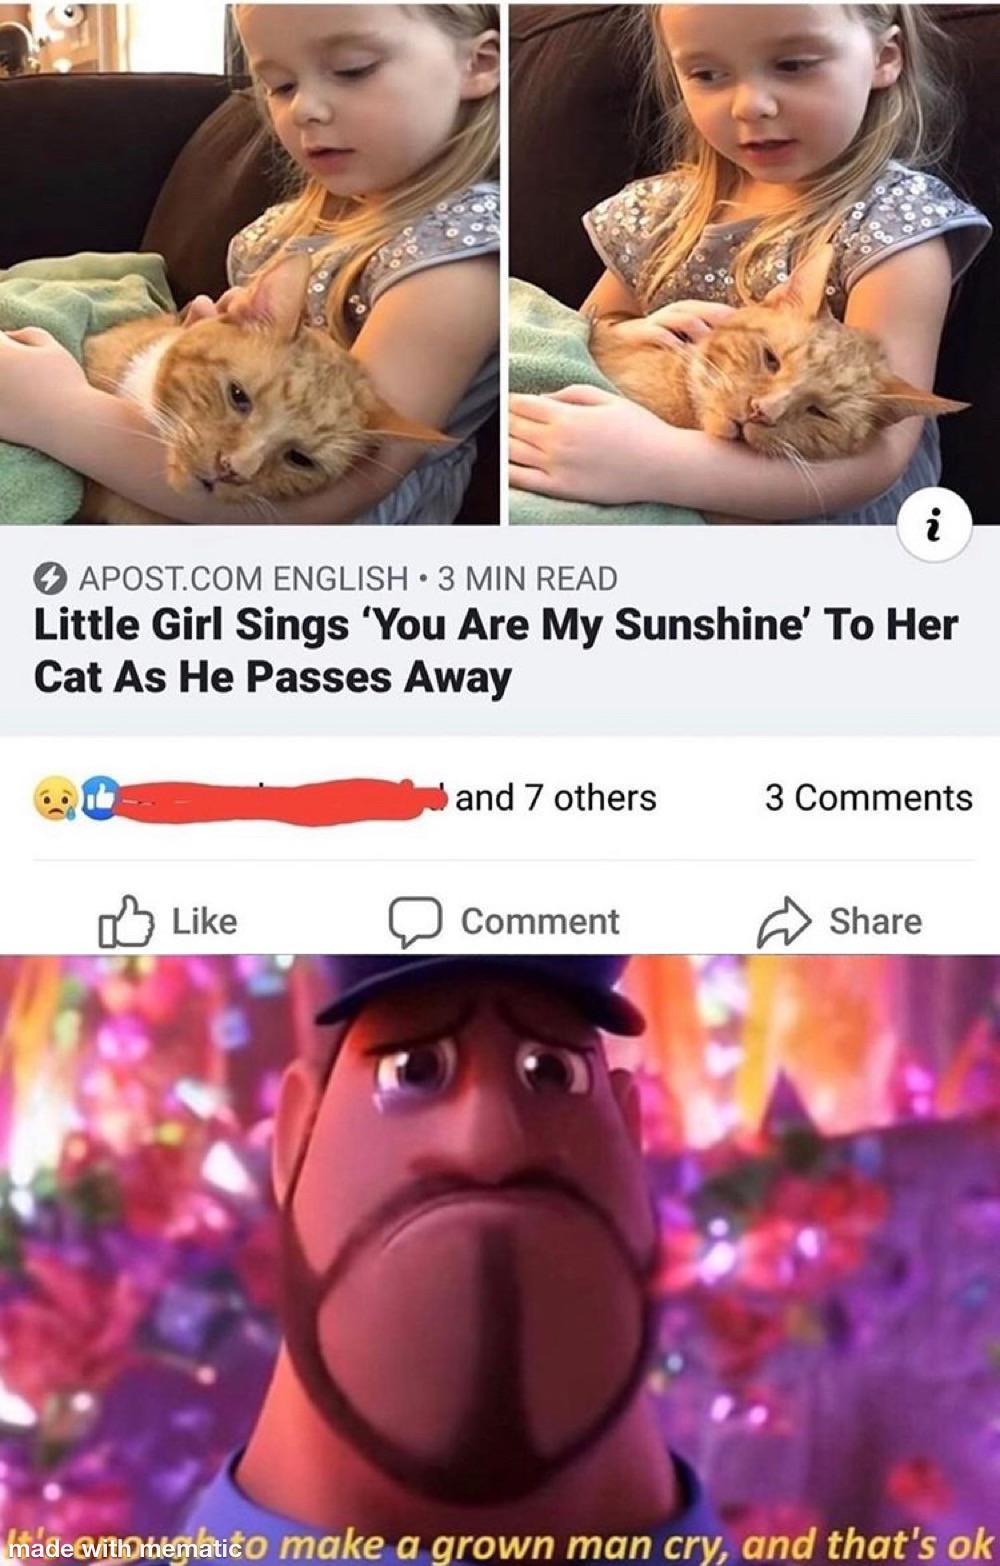 APOST.COM ENGLISH • 3 MIN READ
Little Girl Sings ‘You Are My Sunshine’ To Her
Cat As He Passes Away
and 7 others 3 Comments
Like Comment Share
It's enough to make a grown man cry, and that's ok
made with mematic